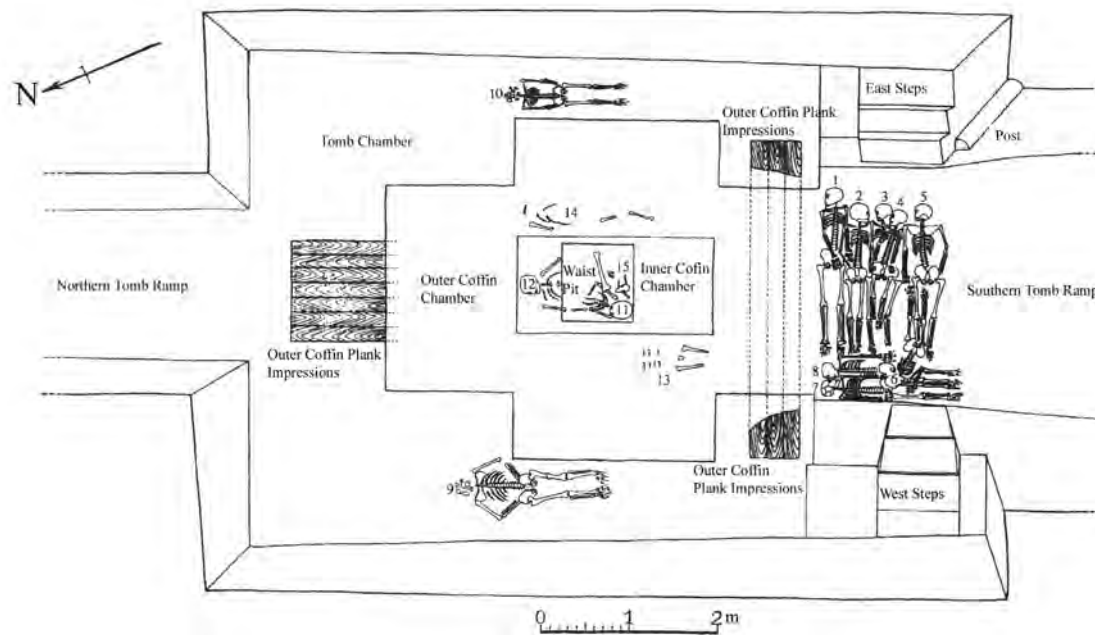 N
10
East Steps
Outer Coffin Plank
Impressions
Tomb Chamber
Post
1
2
3
4
5
14
Northern Tomb Ramp
Outer Coffin
Chamber
12
Waist
Pit
15
11
Inner Cofin
Chamber
Southern Tomb Ramp
Outer Coffin Plank
Impressions
13
8
7
6
9
Outer Coffin
Plank Impressions
West Steps
0 1 2 m